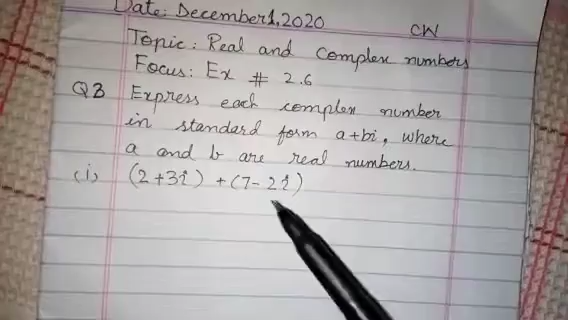 Date: December 1, 2020 CW
Topic: Real and Complex numbers
Focus: Ex # 2.6
Q3 Express each complex number
in standard form a+bi, where
a and b are real numbers.
(i) (2+3i) + (7-2i)